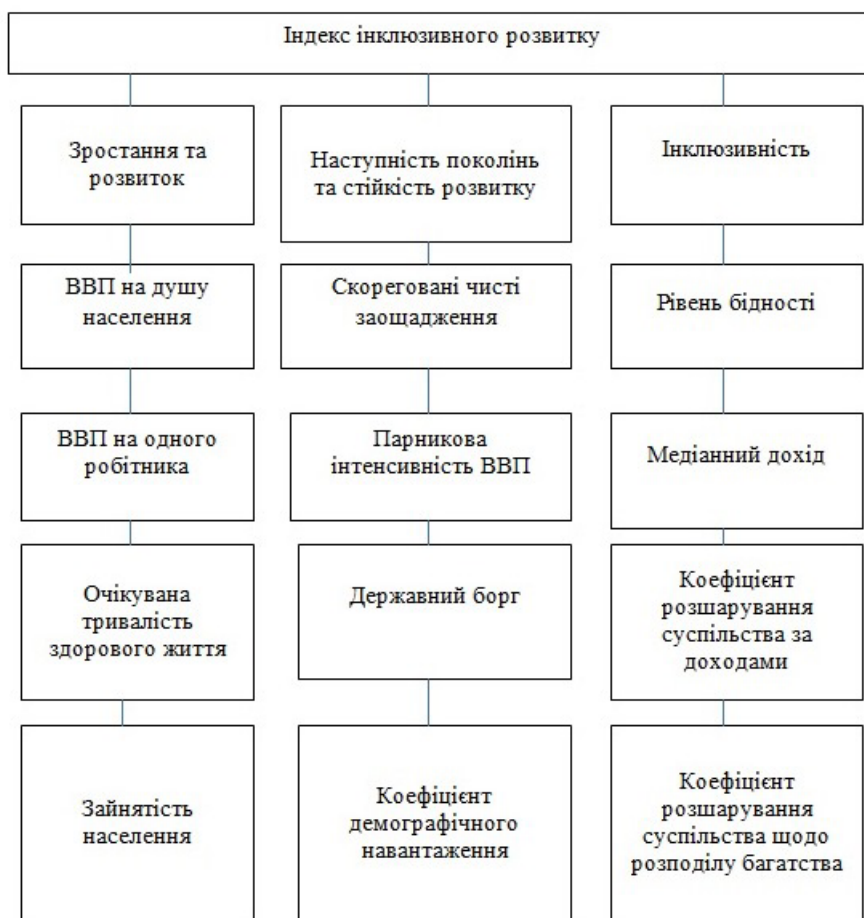 Індекс інклюзивного розвитку
Зростання та
розвиток
Наступність поколінь
та стійкість розвитку
Інклюзивність
ВВП на душу
населення
Скореговані чисті
заощадження
Рівень бідності
ВВП на одного
робітника
Парникова
інтенсивність ВВП
Медіанний дохід
Очікувана
тривалість
здорового життя
Державний борг
Коефіцієнт
розшарування
суспільства за
доходами
Зайнятість
населення
Коефіцієнт
демографічного
навантаження
Коефіцієнт
розшарування
суспільства щодо
розподілу багатства